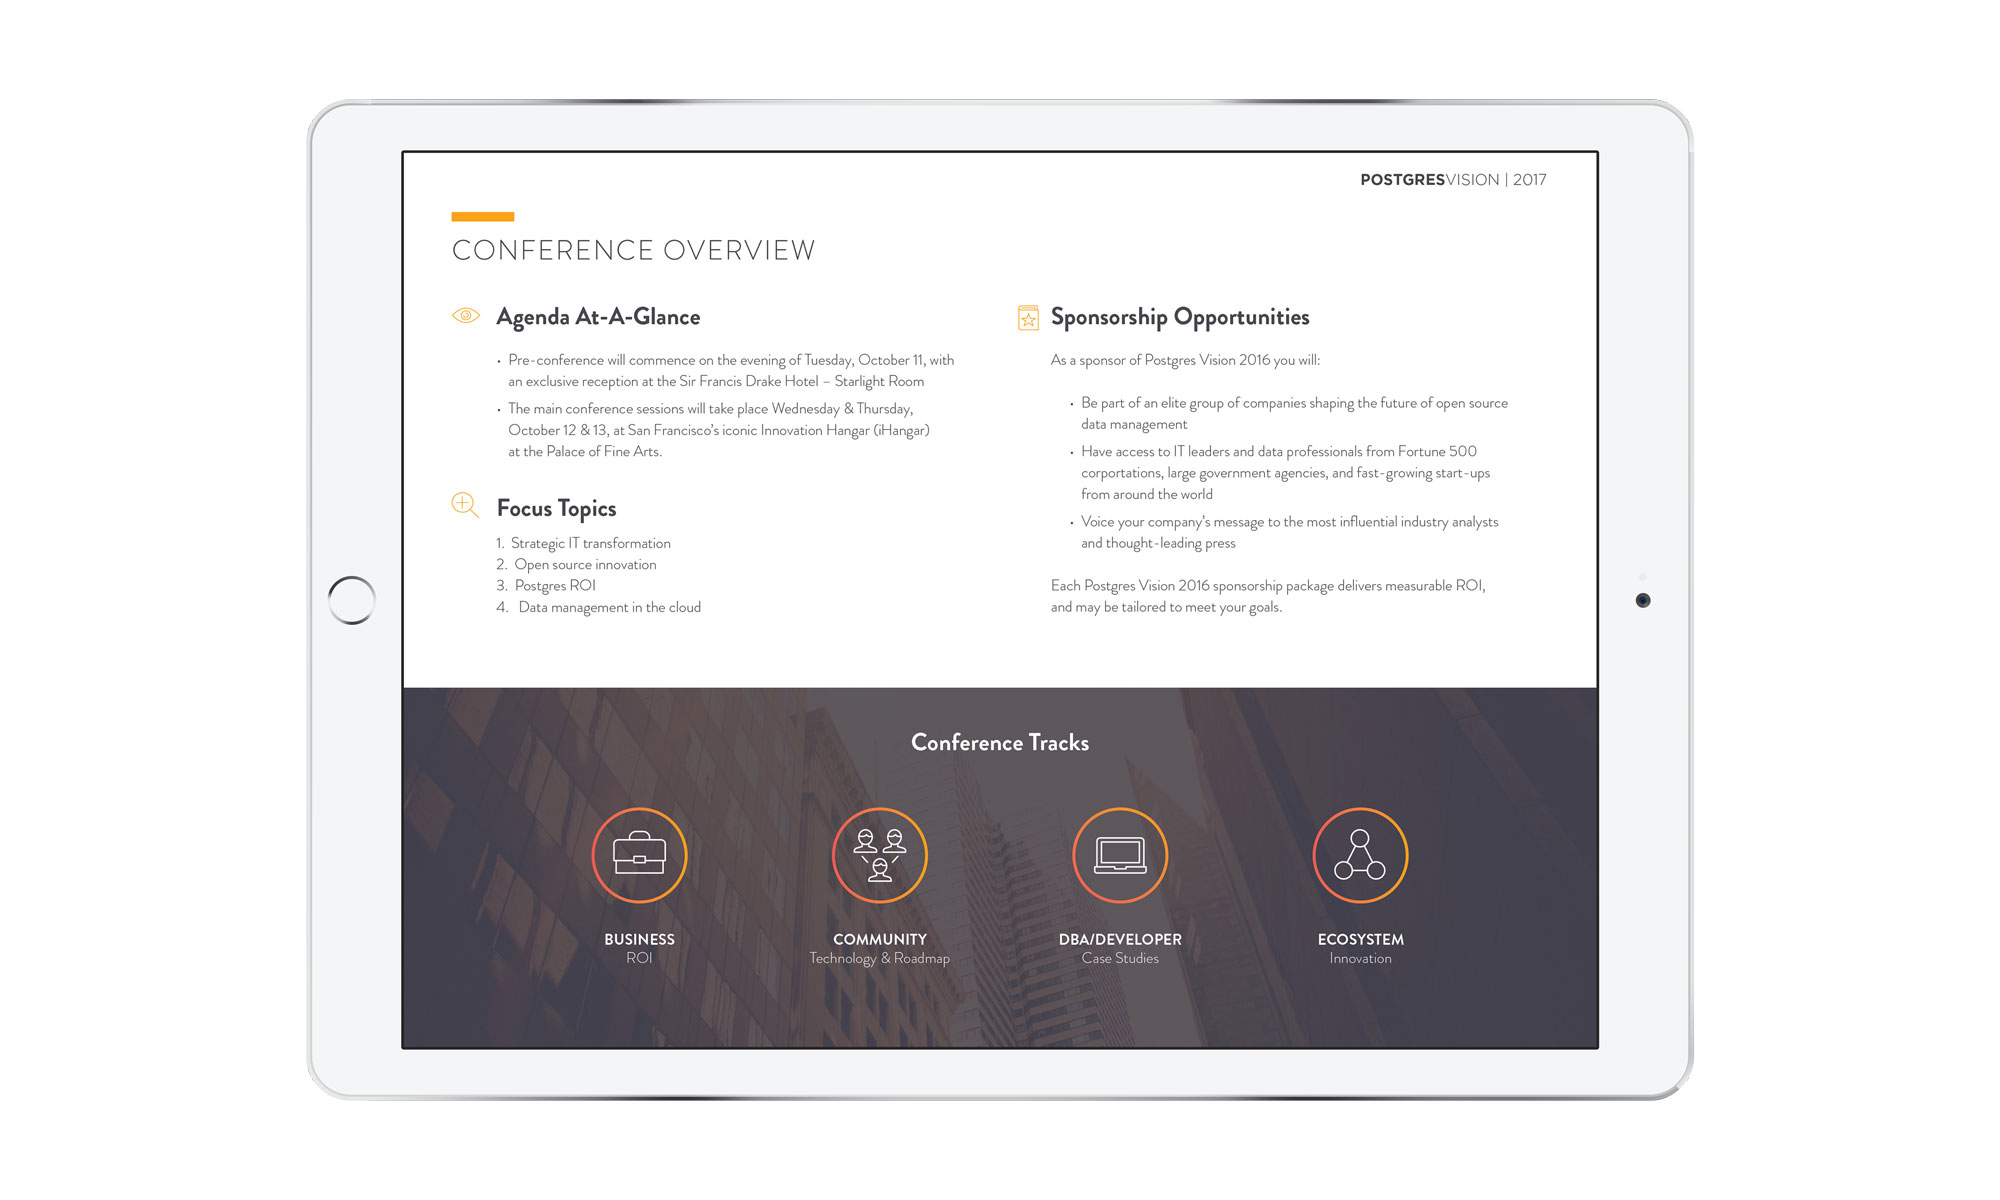 POSTGRESVISION | 2017
CONFERENCE OVERVIEW
Agenda At-A-Glance
• Pre-conference will commence on the evening of Tuesday, October 11, with
an exclusive reception at the Sir Francis Drake Hotel – Starlight Room
• The main conference sessions will take place Wednesday & Thursday,
October 12 & 13, at San Francisco's iconic Innovation Hangar (iHangar)
at the Palace of Fine Arts.
Focus Topics
1. Strategic IT transformation
2. Open source innovation
3. Postgres ROI
4. Data management in the cloud
Sponsorship Opportunities
As a sponsor of Postgres Vision 2016 you will:
• Be part of an elite group of companies shaping the future of open source
data management
• Have access to IT leaders and data professionals from Fortune 500
corportations, large government agencies, and fast-growing start-ups
from around the world
• Voice your company's message to the most influential industry analysts
and thought-leading press
Each Postgres Vision 2016 sponsorship package delivers measurable ROI,
and may be tailored to meet your goals.
Conference Tracks
BUSINESS
ROI
COMMUNITY
Technology & Roadmap
DBA/DEVELOPER
Case Studies
ECOSYSTEM
Innovation